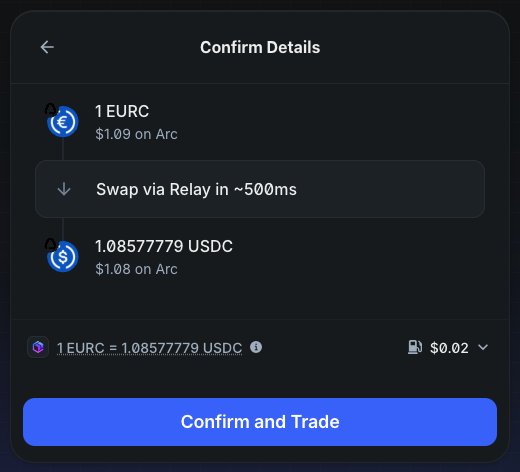 Confirm Details
1 EURC
$1.09 on Arc
Swap via Relay in ~500ms
1.08577779 USDC
$1.08 on Arc
1 EURC = 1.08577779 USDC
$0.02
Confirm and Trade